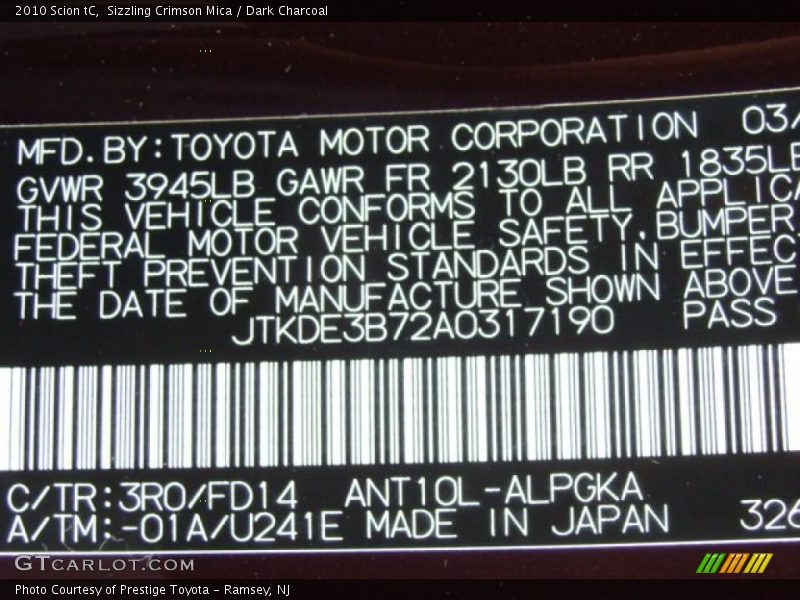 2010 Scion tC,  Sizzling Crimson Mica / Dark Charcoal
MFD.BY:TOYOTA MOTOR CORPORATION 03/
GVWR 3945LB GAWR FR 2130LB RR 1835LB
THIS VEHICLE CONFORMS TO ALL APPLICA
FEDERAL MOTOR VEHICLE SAFETY,BUMPER
THEFT PREVENTION STANDARDS IN EFFEC
THE DATE OF MANUFACTURE SHOWN ABOVE
JTKDE3B72A0317190 PASS
C/TR:3R0/FD14 ANT10L-ALPGKA
A/TM:-01A/U241E MADE IN JAPAN 326
GTCARLOT.COM
Photo Courtesy of Prestige Toyota - Ramsey, NJ